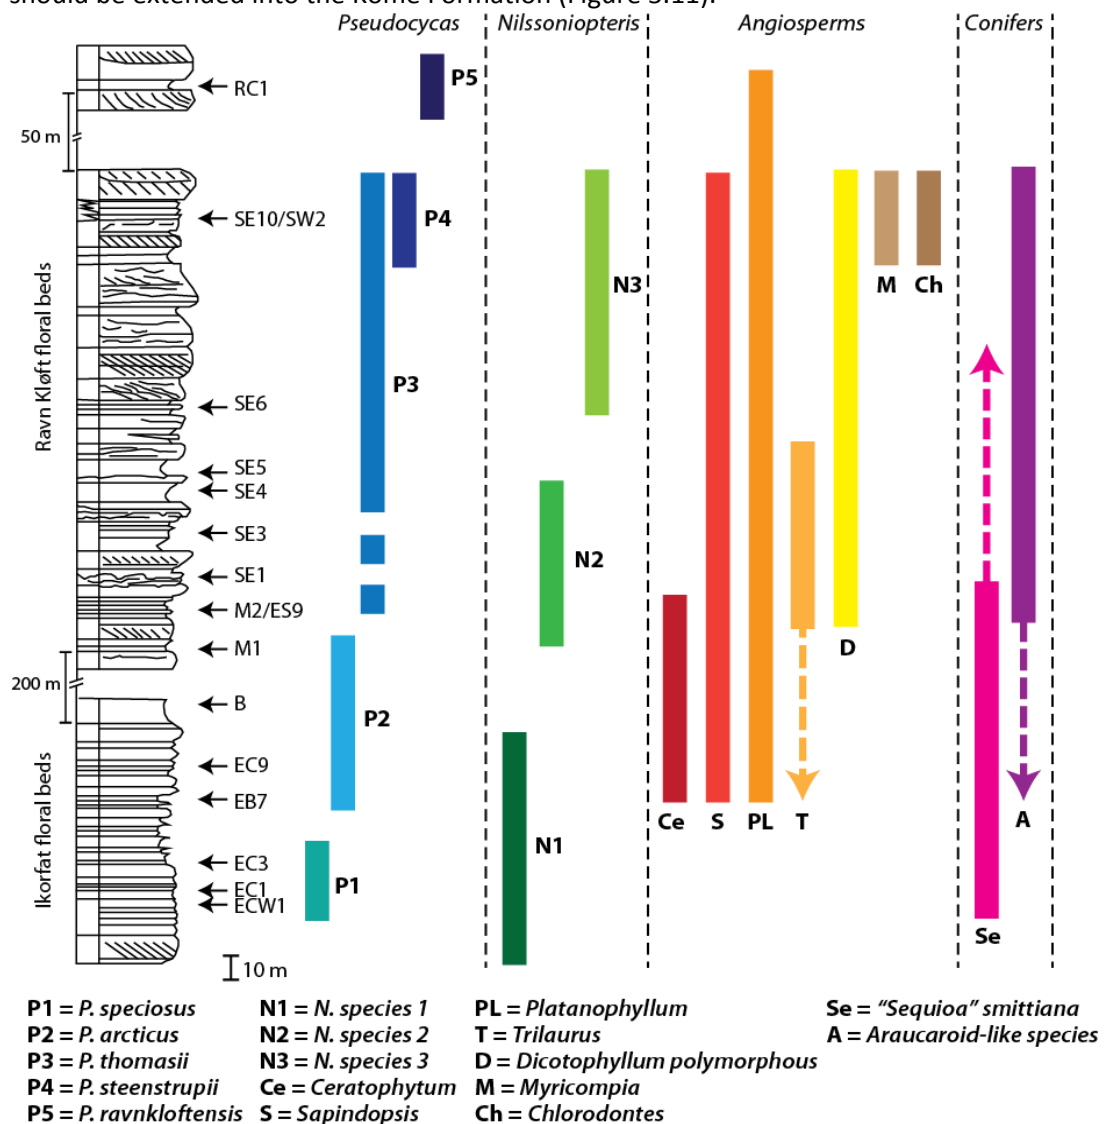 should be extended into the Rome Formation (Figure 5.11).
Pseudocycas Nilssoniopteris Angiosperms Conifers
P5
RC1
50 m
SE10/SW2
P4
N3
M Ch
Ravn Kløft floral beds
P3
SE6
SE5
SE4
SE3
N2
SE1
M2/ES9
M1
D
200 m
B
P2
EC9
EB7
Ce S PL T A
Ikorfat floral beds
N1
EC3
EC1
P1
ECW1
Se
10 m
P1 = P. speciosus N1 = N. species 1 PL = Platanophyllum Se = "Sequioa" smittiana
P2 = P. arcticus N2 = N. species 2 T = Trilaurus A = Araucaroid-like species
P3 = P. thomasii N3 = N. species 3 D = Dicotophyllum polymorphous
P4 = P. steenstrupii Ce = Ceratophytum M = Myricompia
P5 = P. ravnkloftensis S = Sapindopsis Ch = Chlorodontes